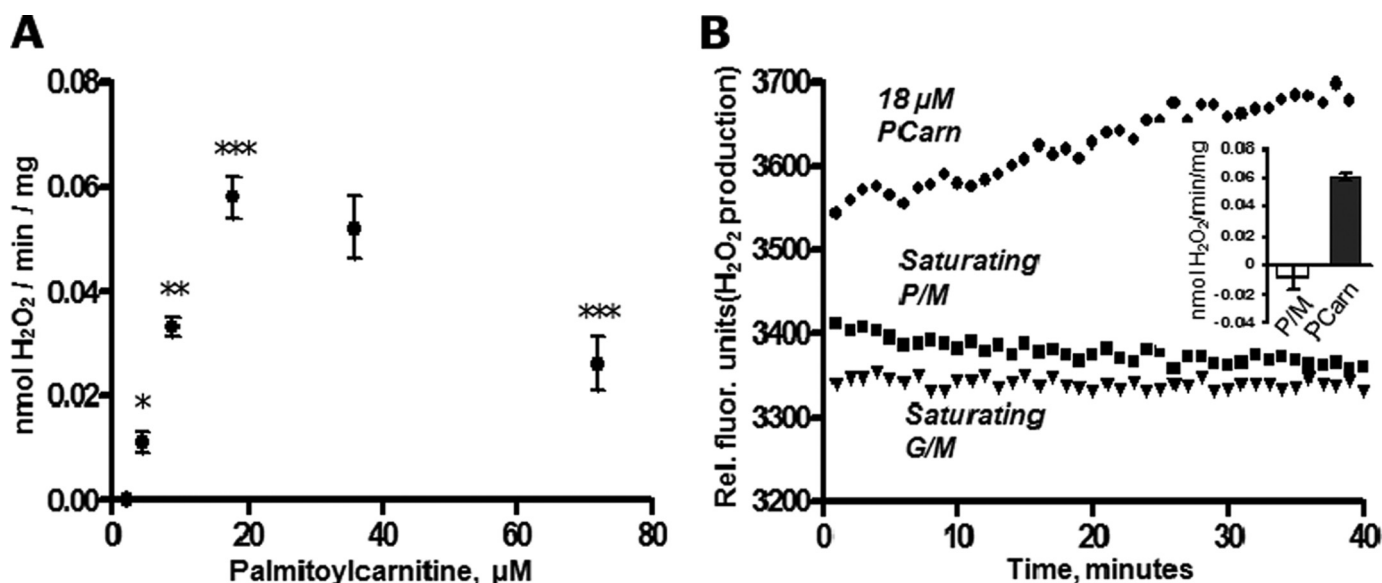 A
nmol H₂O₂ / min / mg
0.08
0.06
0.04
0.02
0.00
***
**
*
***
0
20
40
60
80
Palmitoylcarnitine, µM
B
Rel. fluor. units(H₂O₂ production)
3700
3600
3500
3400
3300
3200
18 µM
PCarn
Saturating
P/M
Saturating
G/M
nmol H₂O₂/min/mg
0.08
0.06
0.04
0.02
0
-0.02
-0.04
P/M
PCarn
0
10
20
30
40
Time, minutes